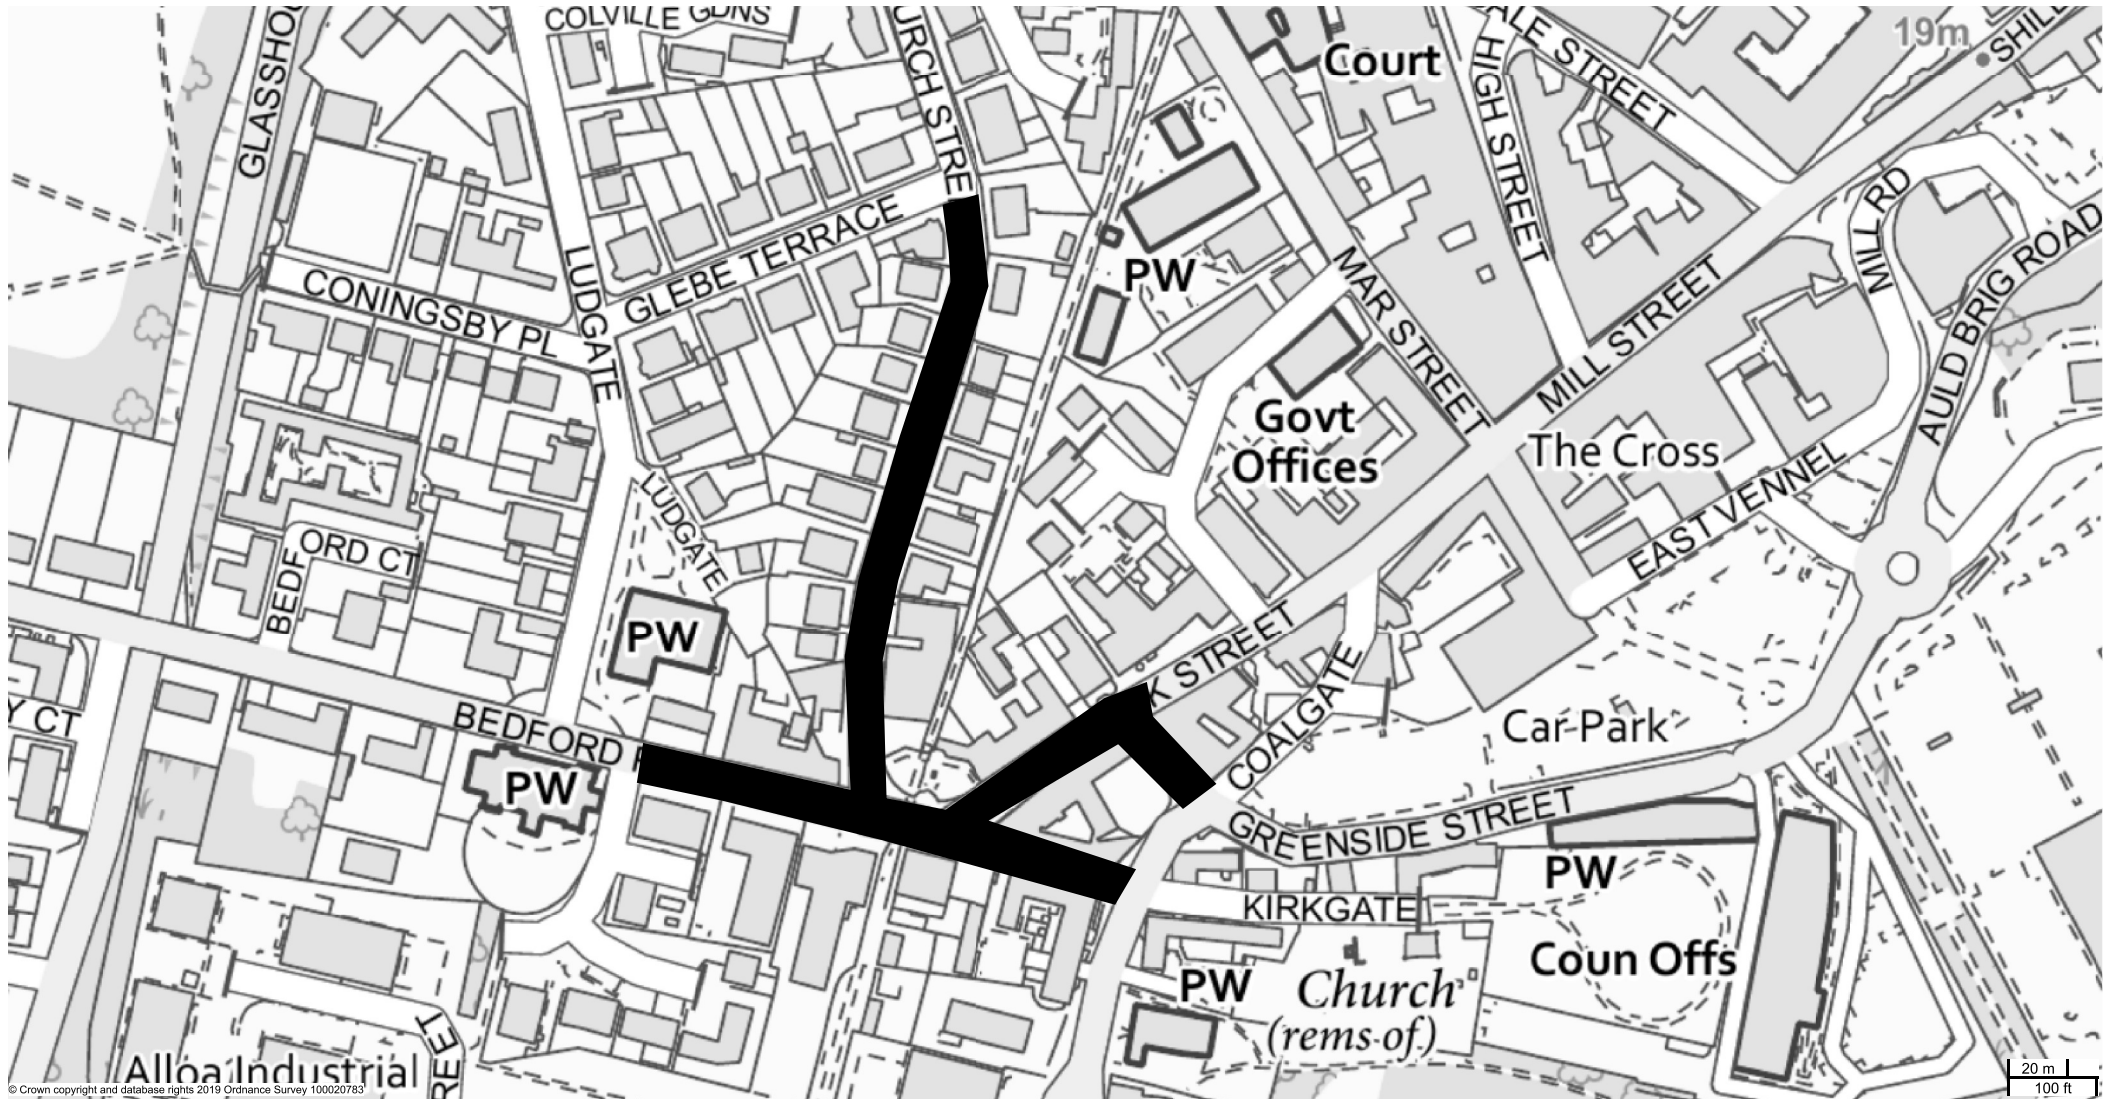 COLVILLE GDNS
GLASSHO
URCH STRE
Court
ALE STREET
19m
SHILL
HIGH STREET
CONINGSBY PL
LUDGATE
GLEBE TERRACE
PW
MAR STREET
MILL STREET
MILL RD
AULD BRIG ROAD
Govt
Offices
The Cross
EAST VENNEL
LUDGATE
BEDF
ORD CT
PW
Y CT
BEDFORD
K STREET
COALGATE
Car Park
PW
GREENSIDE STREET
PW
KIRKGATE
Coun Offs
PW
Church
(rems of)
Alloa Industrial
REET
© Crown copyright and database rights 2019 Ordnance Survey 100020783
20 m
100 ft